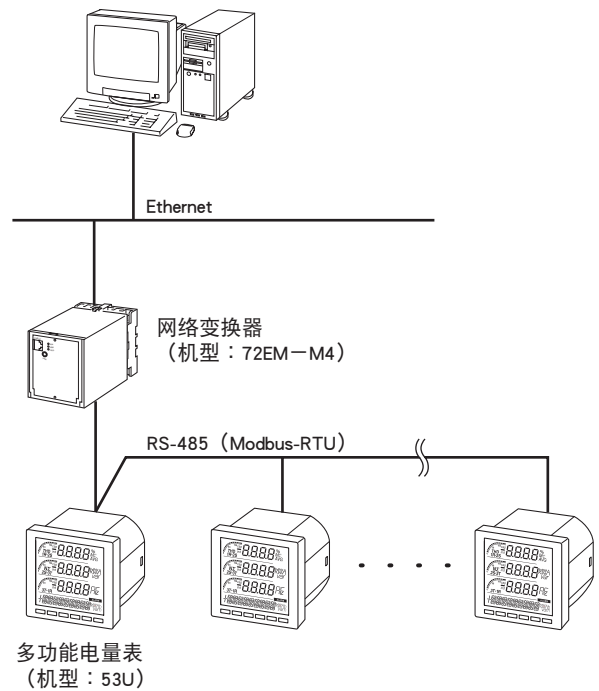 Ethernet
网络变换器
（机型：72EM－M4）
RS-485（Modbus-RTU）
多功能电量表
（机型：53U）